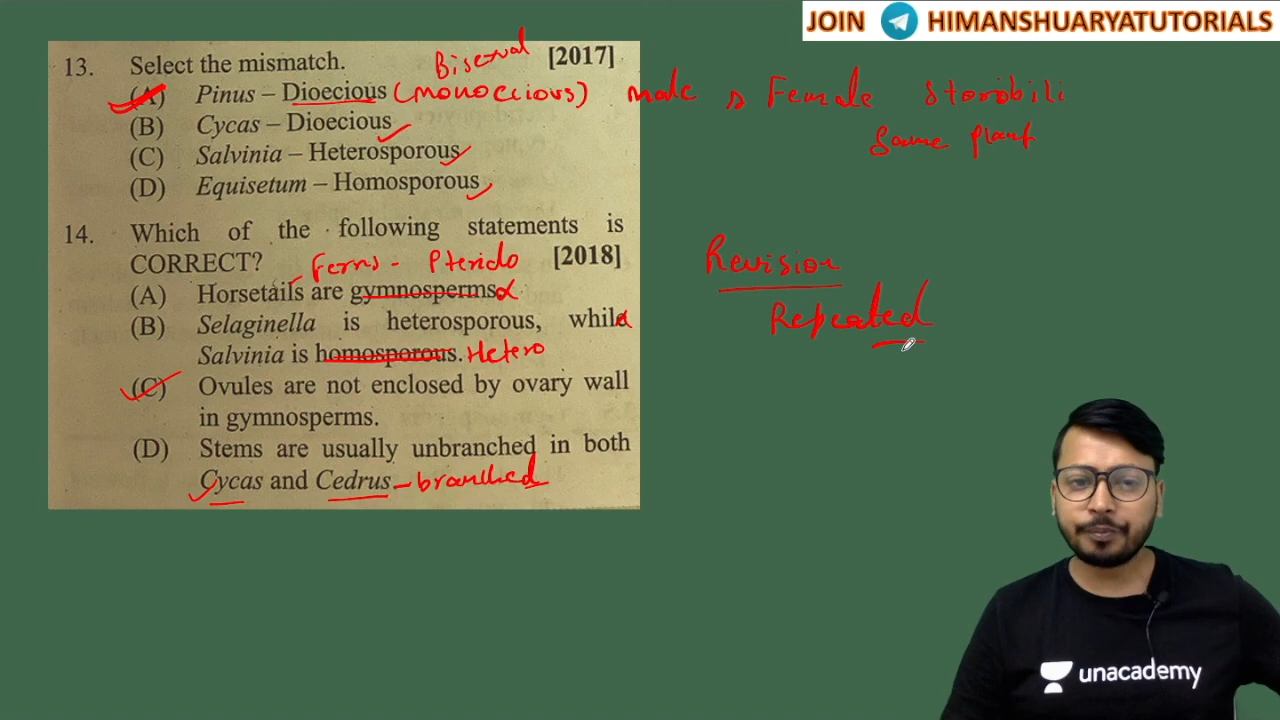 JOIN HIMANSHUARYATUTORIALS
13. Select the mismatch. [2017]
Bisexual
(A) Pinus – Dioecious (monoecious) male & Female Storobili
same plant
(B) Cycas – Dioecious
(C) Salvinia – Heterosporous
(D) Equisetum – Homosporous
14. Which of the following statements is
CORRECT? [2018]
Ferns - Pterido
(A) Horsetails are gymnosperms.
(B) Selaginella is heterosporous, while
Salvinia is homosporous. Hetero
(C) Ovules are not enclosed by ovary wall
in gymnosperms.
(D) Stems are usually unbranched in both
Cycas and Cedrus - branched
Revision
Repeated
unacademy